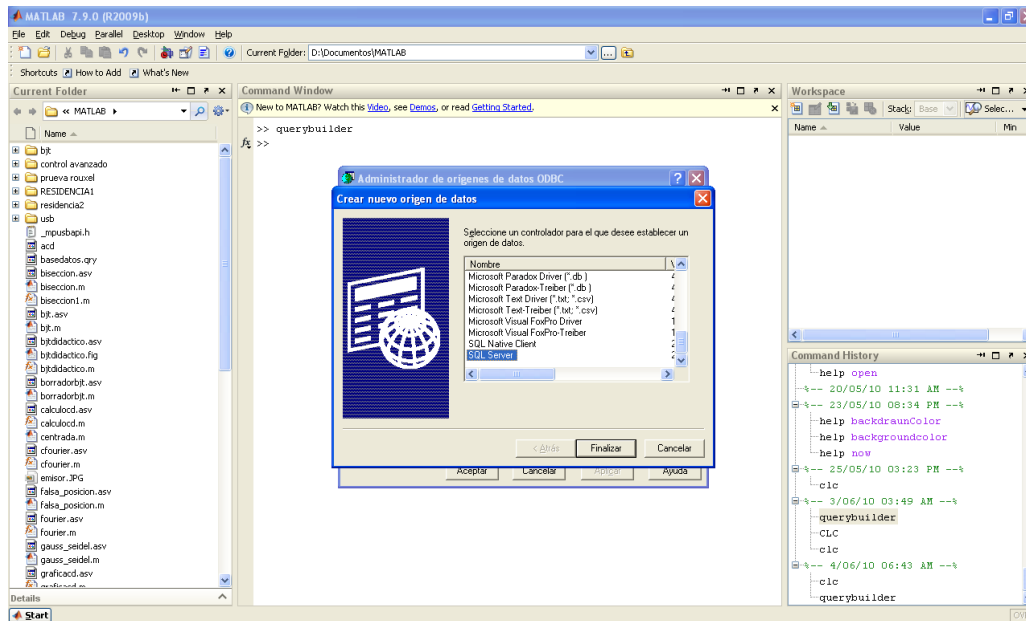 MATLAB 7.9.0 (R2009b)
File Edit Debug Parallel Desktop Window Help
Current Folder: D:\Documentos\MATLAB
Shortcuts How to Add What's New
Current Folder
« MATLAB
Name
bjt
control avanzado
prueva rouxel
RESIDENCIA1
residencia2
usb
_mpusbapi.h
acd
basedatos.qry
biseccion.asv
biseccion.m
biseccion1.m
bjt.asv
bjt.m
bjtdidactico.asv
bjtdidactico.fig
bjtdidactico.m
borradorbjt.asv
borradorbjt.m
calculocd.asv
calculocd.m
centrada.m
cfourier.asv
cfourier.m
emisor.JPG
falsa_posicion.asv
falsa_posicion.m
fourier.asv
fourier.m
gauss_seidel.asv
gauss_seidel.m
graficacd.asv
graficacd.m
Details
Start
Command Window
New to MATLAB? Watch this Video, see Demos, or read Getting Started.
>> querybuilder
fx >>
Administrador de orígenes de datos ODBC
Crear nuevo origen de datos
Seleccione un controlador para el que desee establecer un
origen de datos.
Nombre
Microsoft Paradox Driver (*.db )
Microsoft Paradox-Treiber (*.db )
Microsoft Text Driver (*.txt; *.csv)
Microsoft Text-Treiber (*.txt; *.csv)
Microsoft Visual FoxPro Driver
Microsoft Visual FoxPro-Treiber
SQL Native Client
SQL Server
< Atrás Finalizar Cancelar
Aceptar Cancelar Aplicar Ayuda
Workspace
Stack: Base Selec...
Name Value Min
Command History
help open
%-- 20/05/10 11:31 AM --%
%-- 23/05/10 08:34 PM --%
help backdraunColor
help backgroundcolor
help now
%-- 25/05/10 03:23 PM --%
clc
%-- 3/06/10 03:49 AM --%
querybuilder
CLC
clc
%-- 4/06/10 06:43 AM --%
clc
querybuilder